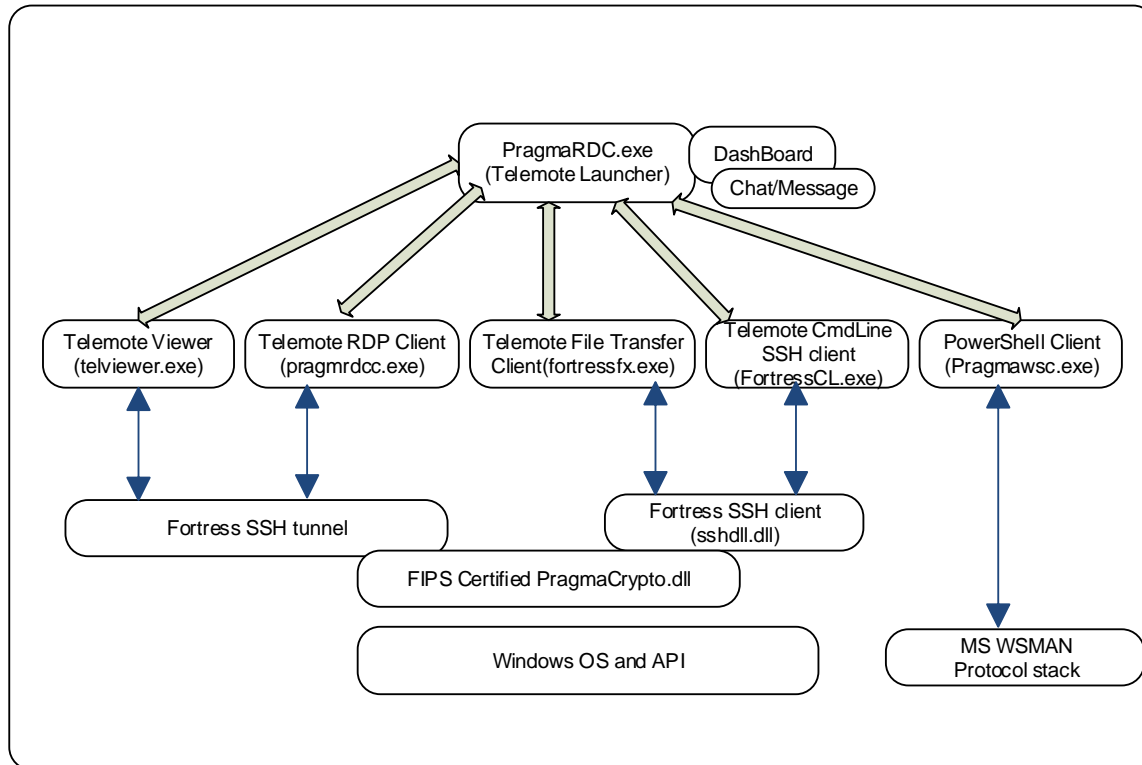 PragmaRDC.exe
(Telemote Launcher)
DashBoard
Chat/Message
Telemote Viewer
(telviewer.exe)
Telemote RDP Client
(pragmrdcc.exe)
Telemote File Transfer
Client(fortressfx.exe)
Telemote CmdLine
SSH client
(FortressCL.exe)
PowerShell Client
(Pragmawsc.exe)
Fortress SSH tunnel
Fortress SSH client
(sshdll.dll)
FIPS Certified PragmaCrypto.dll
Windows OS and API
MS WSMAN
Protocol stack